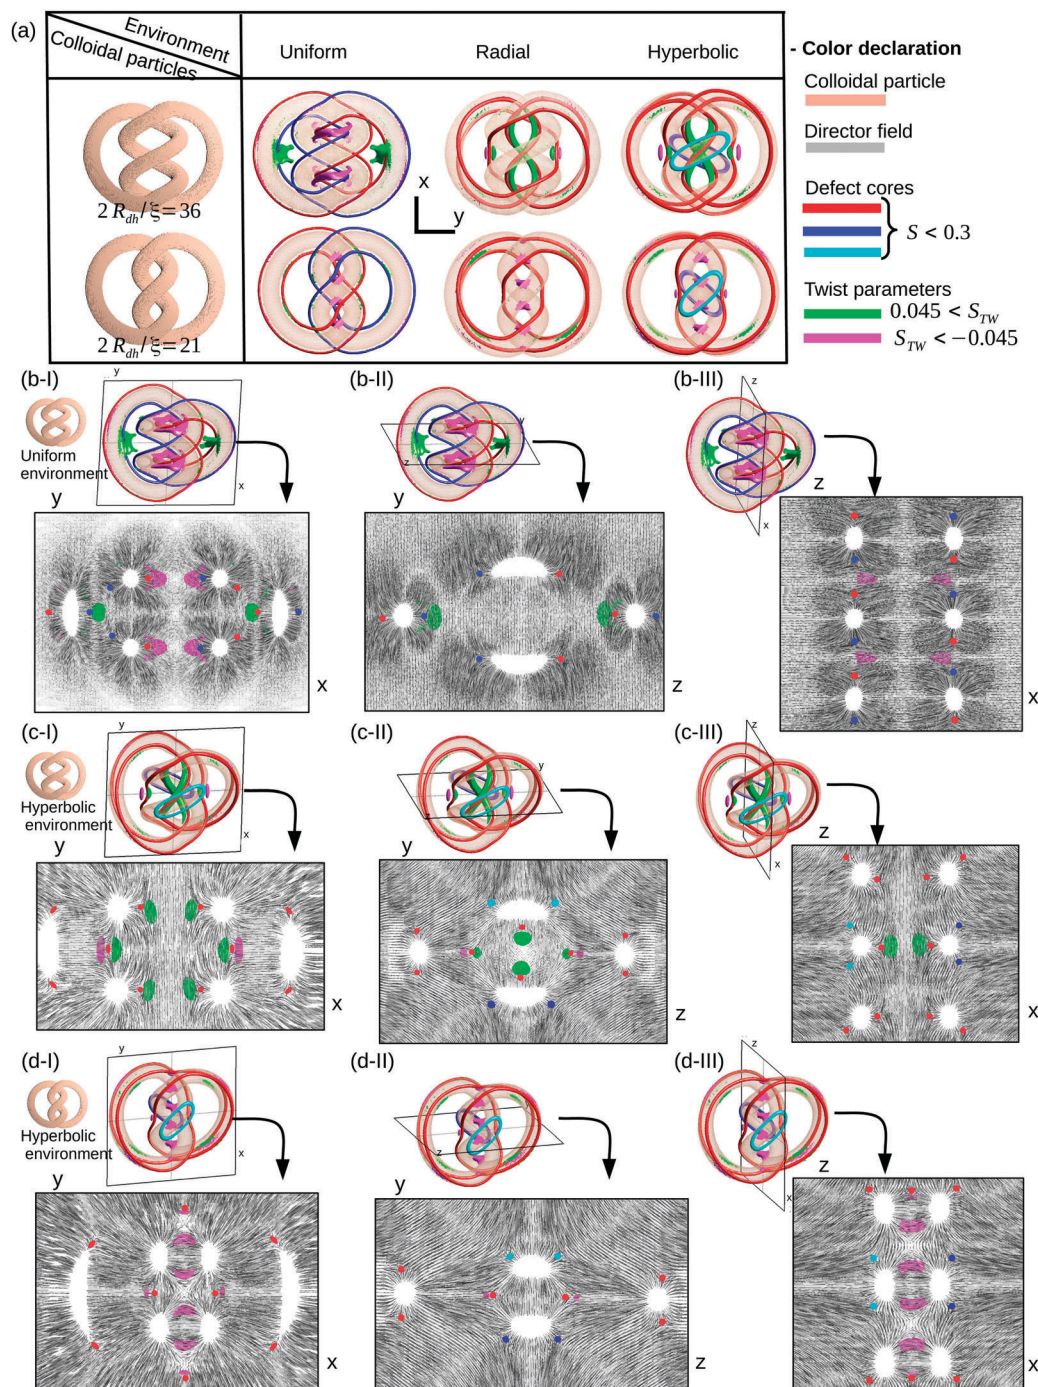 (a)
Environment
Colloidal particles
Uniform
Radial
Hyperbolic
2 R_dh / ξ = 36
2 R_dh / ξ = 21
x
y
- Color declaration
Colloidal particle
Director field
Defect cores
S < 0.3
Twist parameters
0.045 < S_TW
S_TW < −0.045
(b-I)
y
x
Uniform
environment
y
x
(b-II)
y
z
y
z
(b-III)
z
x
z
x
(c-I)
y
x
Hyperbolic
environment
y
x
(c-II)
y
z
y
z
(c-III)
z
x
z
x
(d-I)
y
x
Hyperbolic
environment
y
x
(d-II)
z
y
z
(d-III)
z
x
z
x